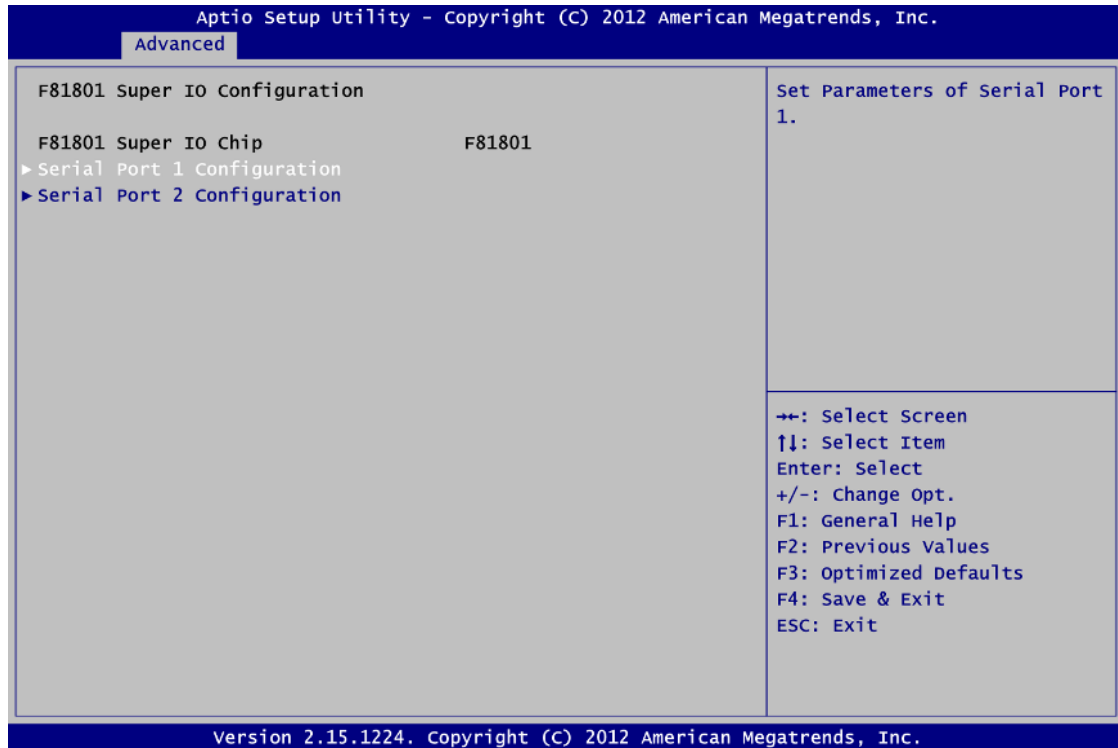 Aptio Setup Utility - Copyright (C) 2012 American Megatrends, Inc.
Advanced
F81801 Super IO Configuration
F81801 Super IO Chip F81801
►Serial Port 1 Configuration
►Serial Port 2 Configuration
Set Parameters of Serial Port
1.
→←: Select Screen
↑↓: Select Item
Enter: Select
+/-: Change Opt.
F1: General Help
F2: Previous Values
F3: Optimized Defaults
F4: Save & Exit
ESC: Exit
Version 2.15.1224. Copyright (C) 2012 American Megatrends, Inc.